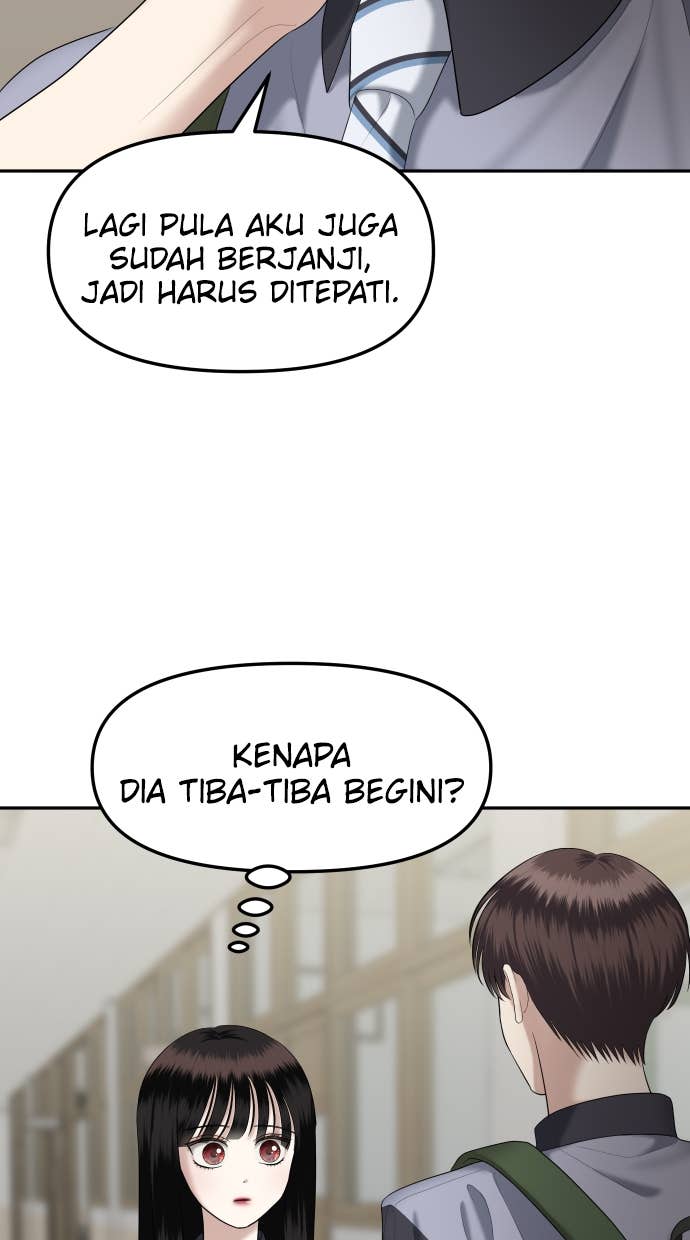 LAGI PULA AKU JUGA
SUDAH BERJANJI,
JADI HARUS DITEPATI.
KENAPA
DIA TIBA-TIBA BEGINI?